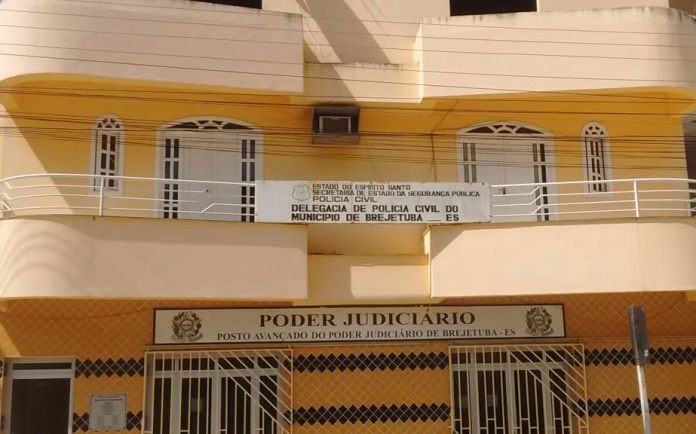 ESTADO DO ESPÍRITO SANTO
SECRETARIA DE ESTADO DA SEGURANÇA PÚBLICA
POLÍCIA CIVIL
DELEGACIA DE POLÍCIA CIVIL DO
MUNICÍPIO DE BREJETUBA _ ES
PODER JUDICIÁRIO
POSTO AVANÇADO DO PODER JUDICIÁRIO DE BREJETUBA - ES